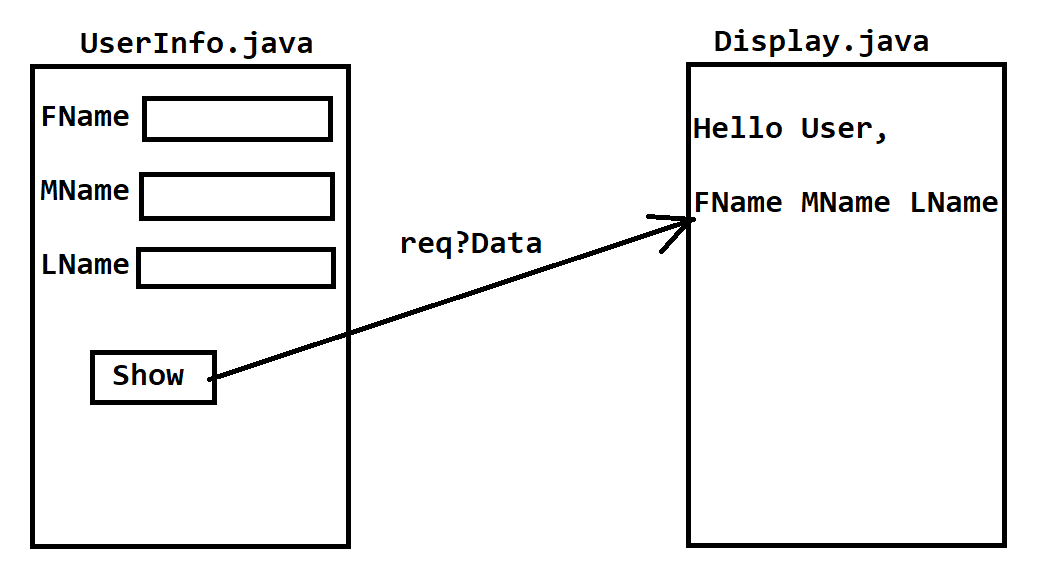 UserInfo.java
FName
MName
LName
Show
req?Data
Display.java
Hello User,
FName MName LName